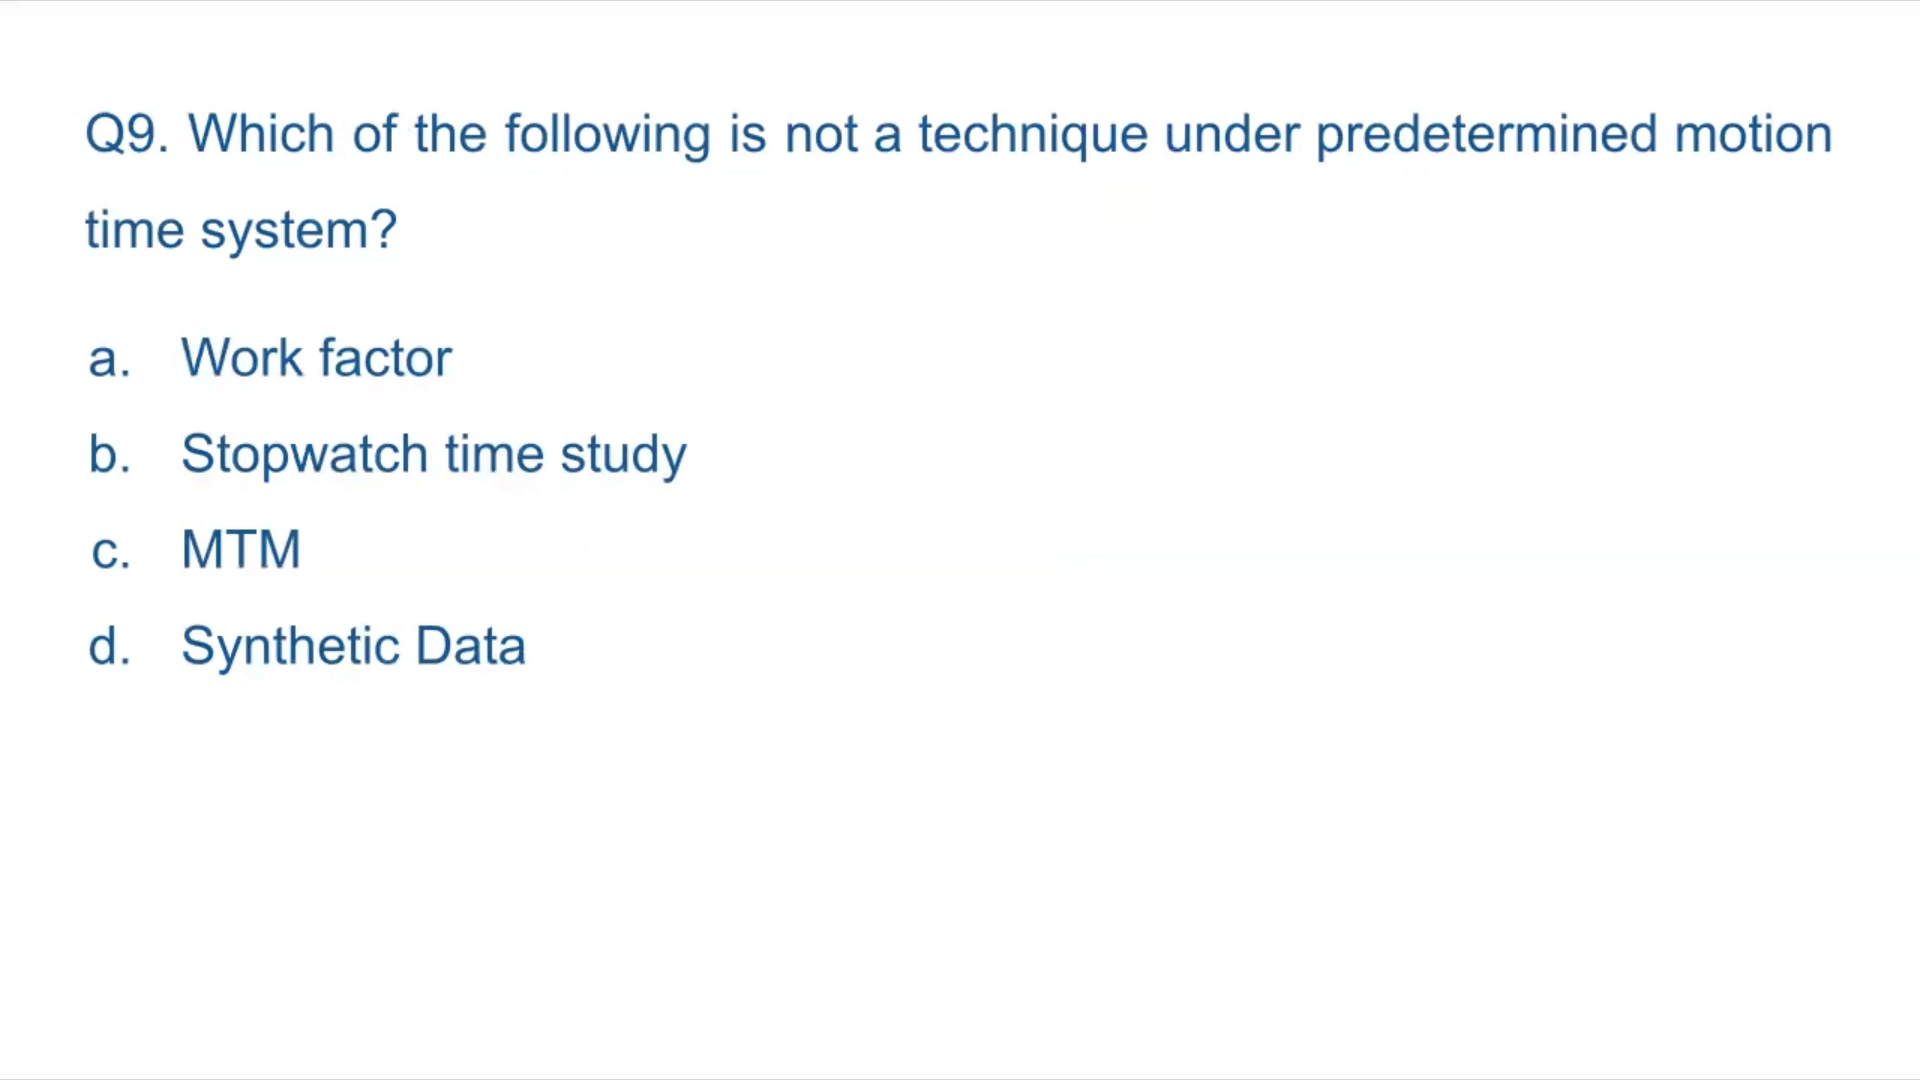 Q9. Which of the following is not a technique under predetermined motion
time system?
a. Work factor
b. Stopwatch time study
c. MTM
d. Synthetic Data